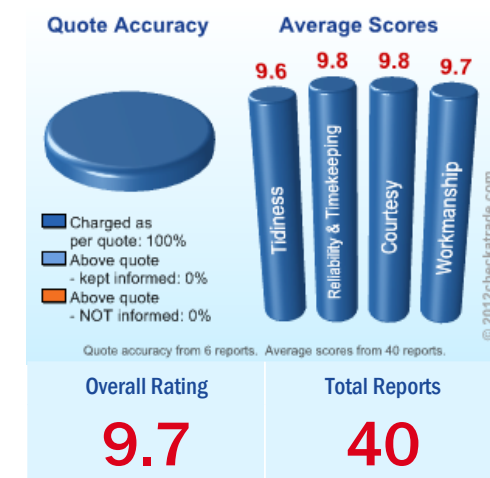 Quote Accuracy
Charged as
per quote: 100%
Above quote
- kept informed: 0%
Above quote
- NOT informed: 0%
Average Scores
9.6
9.8
9.8
9.7
Tidiness
Reliability & Timekeeping
Courtesy
Workmanship
© 2012checkatrade.com
Quote accuracy from 6 reports. Average scores from 40 reports.
Overall Rating
9.7
Total Reports
40